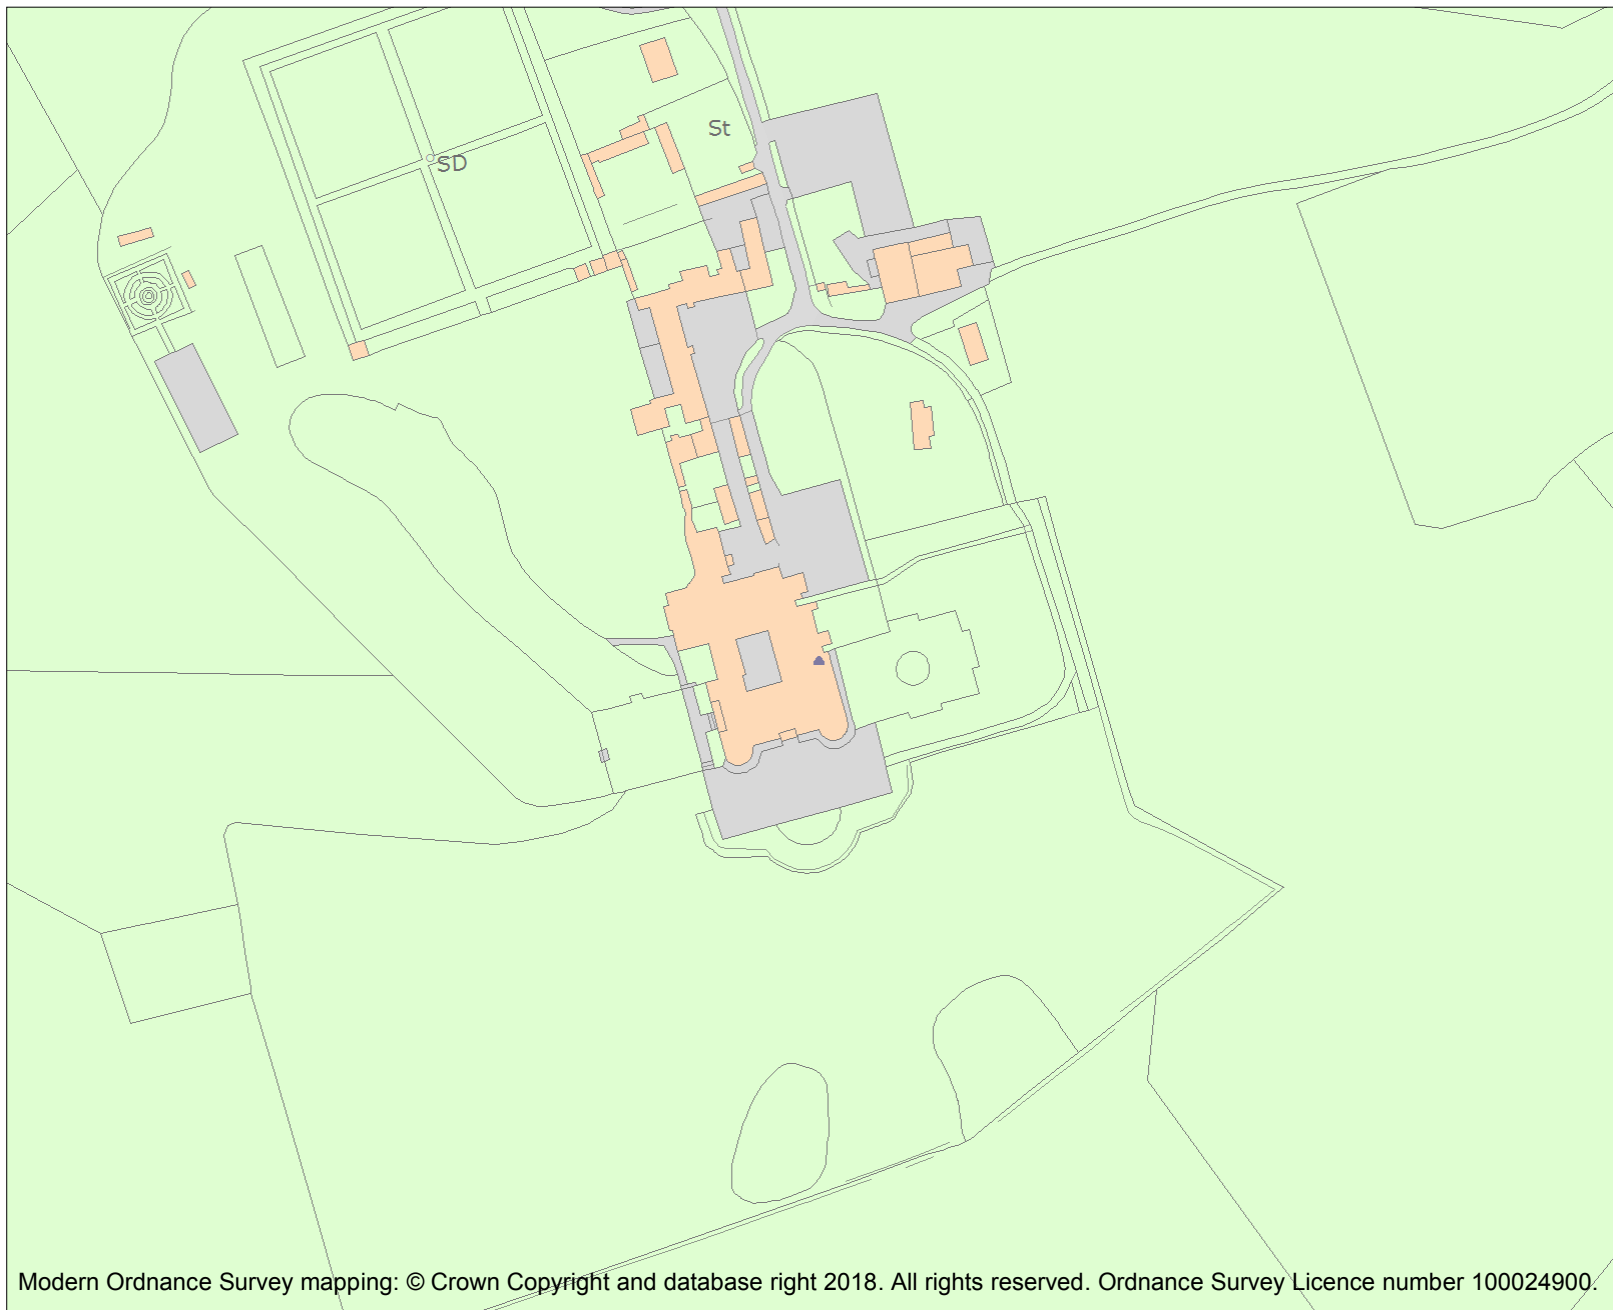 St
SD
Modern Ordnance Survey mapping: © Crown Copyright and database right 2018. All rights reserved. Ordnance Survey Licence number 100024900.